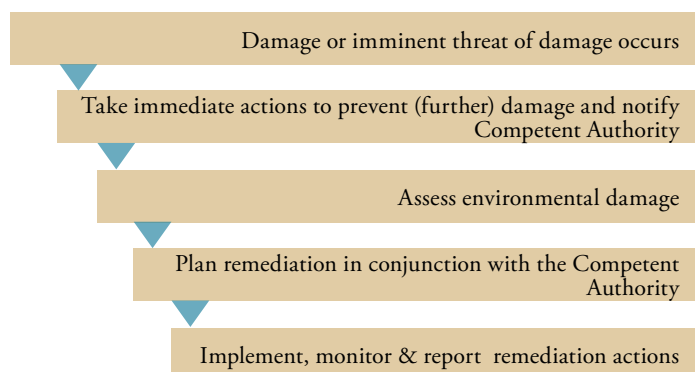 Damage or imminent threat of damage occurs
Take immediate actions to prevent (further) damage and notify
Competent Authority
Assess environmental damage
Plan remediation in conjunction with the Competent
Authority
Implement, monitor & report remediation actions